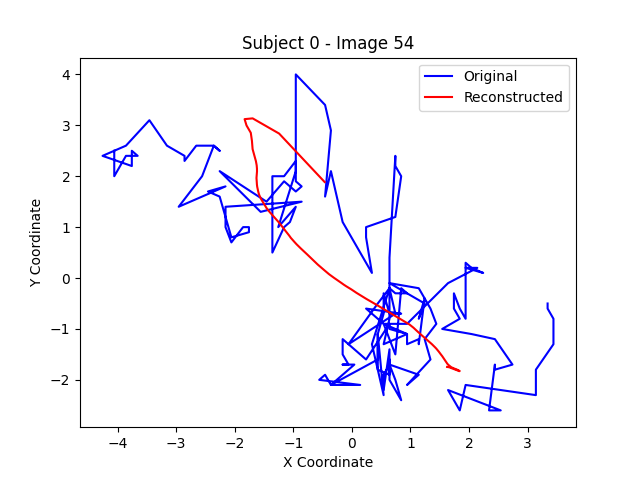 Subject 0 - Image 54
Original
Reconstructed
Y Coordinate
4
3
2
1
0
−1
−2
−4 −3 −2 −1 0 1 2 3
X Coordinate